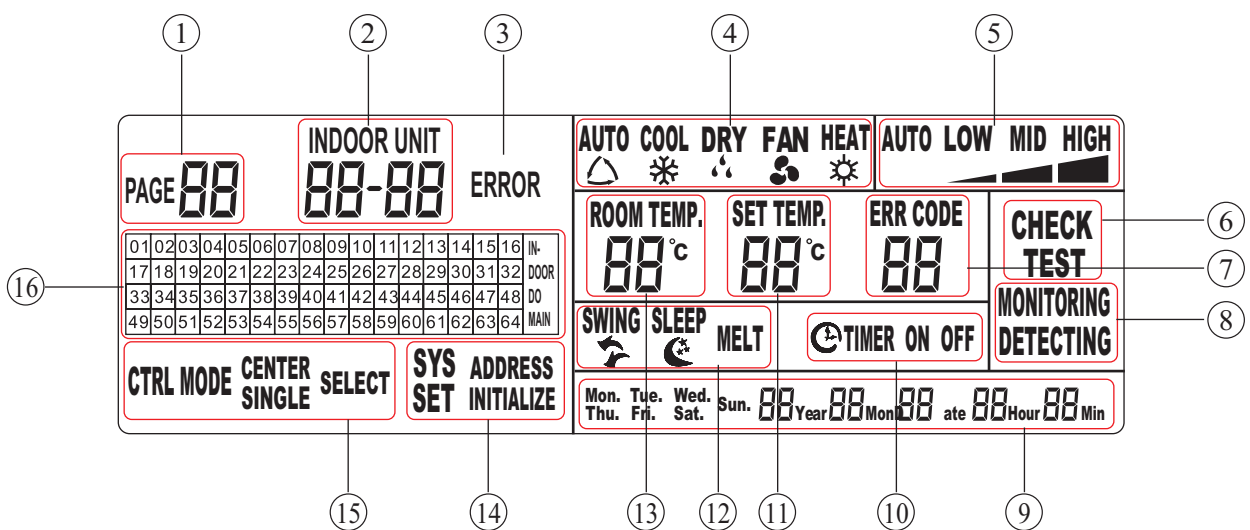 1 2 3 4 5
INDOOR UNIT
PAGE 88 88-88 ERROR
AUTO COOL DRY FAN HEAT
AUTO LOW MID HIGH
ROOM TEMP. SET TEMP. ERR CODE
88 °C 88 °C 88
CHECK
TEST
6
7
01 02 03 04 05 06 07 08 09 10 11 12 13 14 15 16 IN-
17 18 19 20 21 22 23 24 25 26 27 28 29 30 31 32 DOOR
33 34 35 36 37 38 39 40 41 42 43 44 45 46 47 48 DO
49 50 51 52 53 54 55 56 57 58 59 60 61 62 63 64 MAIN
16
SWING SLEEP MELT
TIMER ON OFF
MONITORING
DETECTING
8
CTRL MODE CENTER SINGLE SELECT
SYS SET ADDRESS INITIALIZE
Mon. Tue. Wed. Sun. 88 Year 88 Mon 88 ate 88 Hour 88 Min
Thu. Fri. Sat.
15 14 13 12 11 10 9